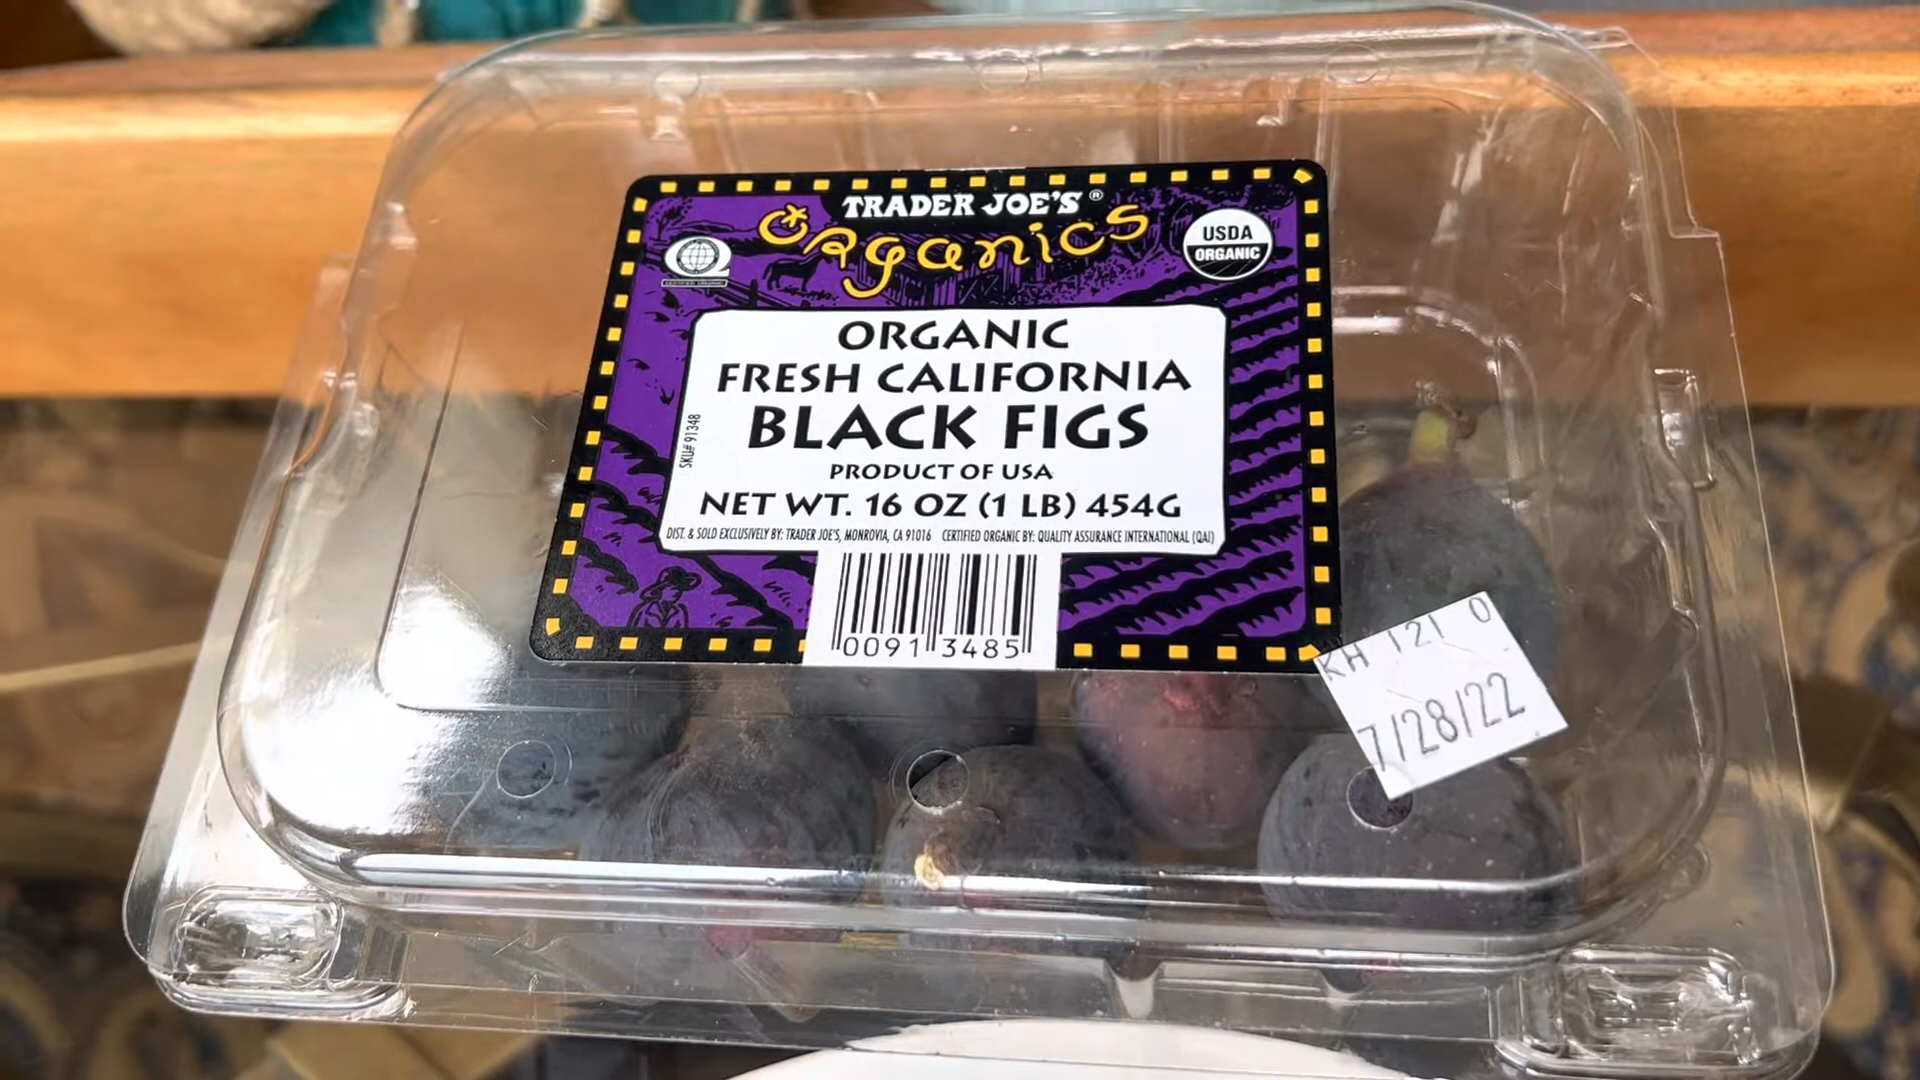 TRADER JOE'S®
ORganics
USDA
ORGANIC
Q
ORGANIC
FRESH CALIFORNIA
BLACK FIGS
PRODUCT OF USA
NET WT. 16 OZ (1 LB) 454G
SKU# 91348
DIST. & SOLD EXCLUSIVELY BY: TRADER JOE'S, MONROVIA, CA 91016 CERTIFIED ORGANIC BY: QUALITY ASSURANCE INTERNATIONAL (QAI)
0091 3485
KH 121 0
7/28/22